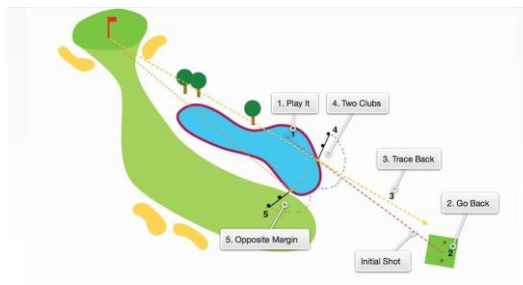 1. Play It
4. Two Clubs
1
4
3. Trace Back
3
2. Go Back
5
5. Opposite Margin
Initial Shot
2